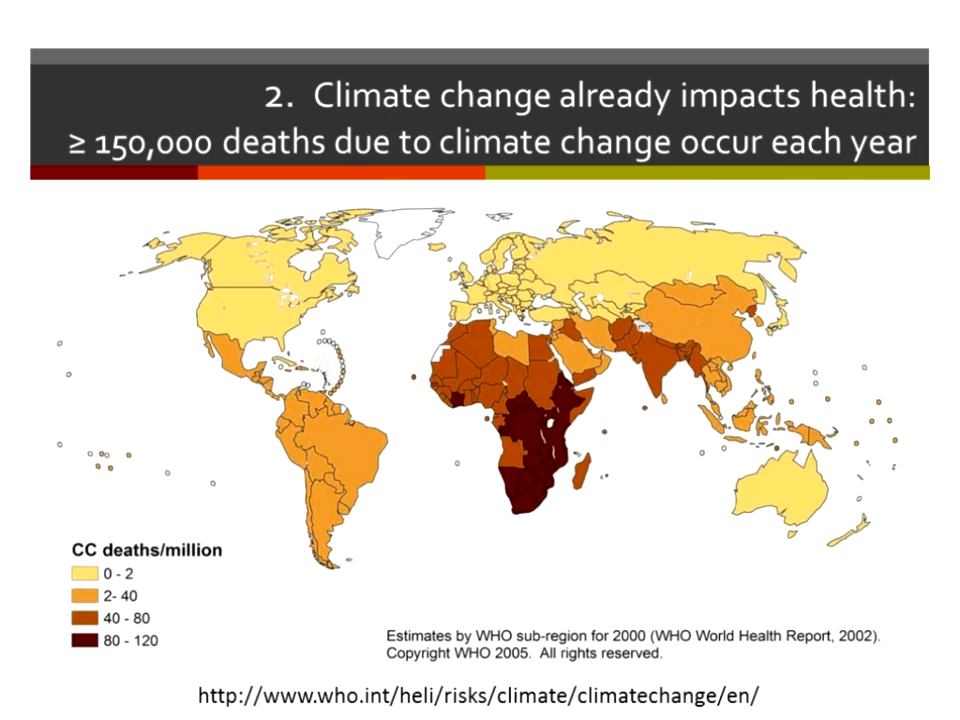 2. Climate change already impacts health:
≥ 150,000 deaths due to climate change occur each year
CC deaths/million
0 - 2
2- 40
40 - 80
80 - 120
Estimates by WHO sub-region for 2000 (WHO World Health Report, 2002).
Copyright WHO 2005. All rights reserved.
http://www.who.int/heli/risks/climate/climatechange/en/